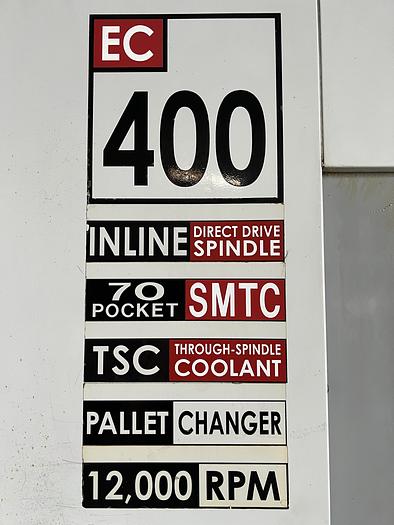 EC
400
INLINE DIRECT DRIVE
SPINDLE
70
POCKET SMTC
TSC THROUGH-SPINDLE
COOLANT
PALLET CHANGER
12,000 RPM